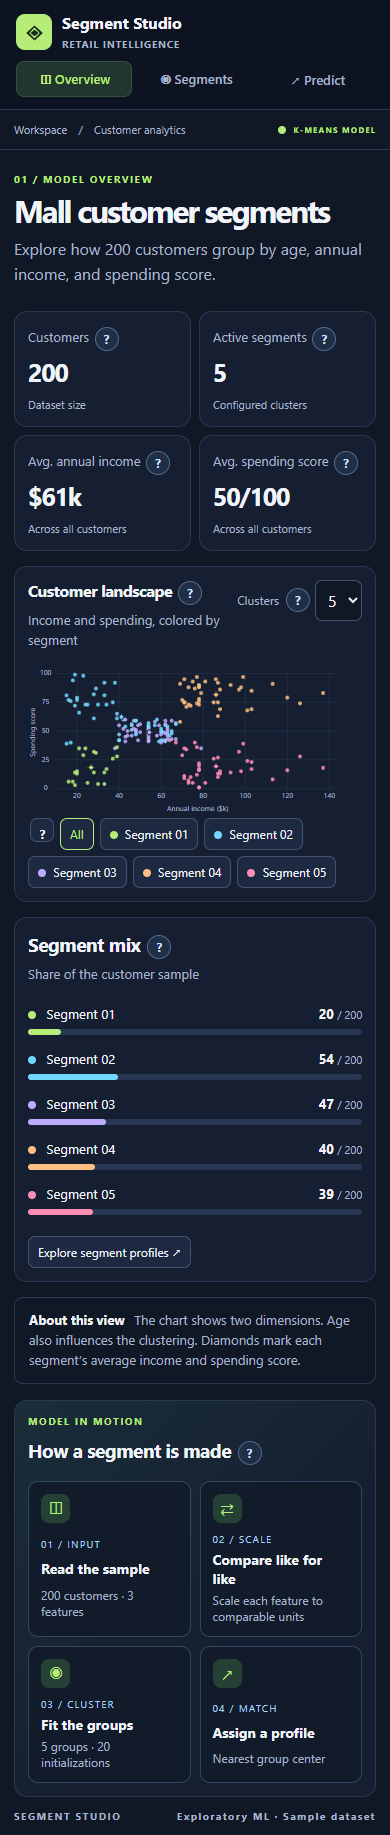 Segment Studio
RETAIL INTELLIGENCE
Overview
Segments
↗ Predict
Workspace / Customer analytics
K-MEANS MODEL
01 / MODEL OVERVIEW
Mall customer segments
Explore how 200 customers group by age, annual
income, and spending score.
Customers ?
200
Dataset size
Active segments ?
5
Configured clusters
Avg. annual income ?
$61k
Across all customers
Avg. spending score ?
50/100
Across all customers
Customer landscape ?
Income and spending, colored by
segment
Clusters ? 5
100
75
50
25
0
Spending score
20 40 60 80 100 120 140
Annual income ($k)
? All Segment 01 Segment 02
Segment 03 Segment 04 Segment 05
Segment mix ?
Share of the customer sample
Segment 01 20 / 200
Segment 02 54 / 200
Segment 03 47 / 200
Segment 04 40 / 200
Segment 05 39 / 200
Explore segment profiles ↗
About this view The chart shows two dimensions. Age
also influences the clustering. Diamonds mark each
segment's average income and spending score.
MODEL IN MOTION
How a segment is made ?
01 / INPUT
Read the sample
200 customers · 3
features
02 / SCALE
Compare like for
like
Scale each feature to
comparable units
03 / CLUSTER
Fit the groups
5 groups · 20
initializations
04 / MATCH
Assign a profile
Nearest group center
SEGMENT STUDIO
Exploratory ML · Sample dataset